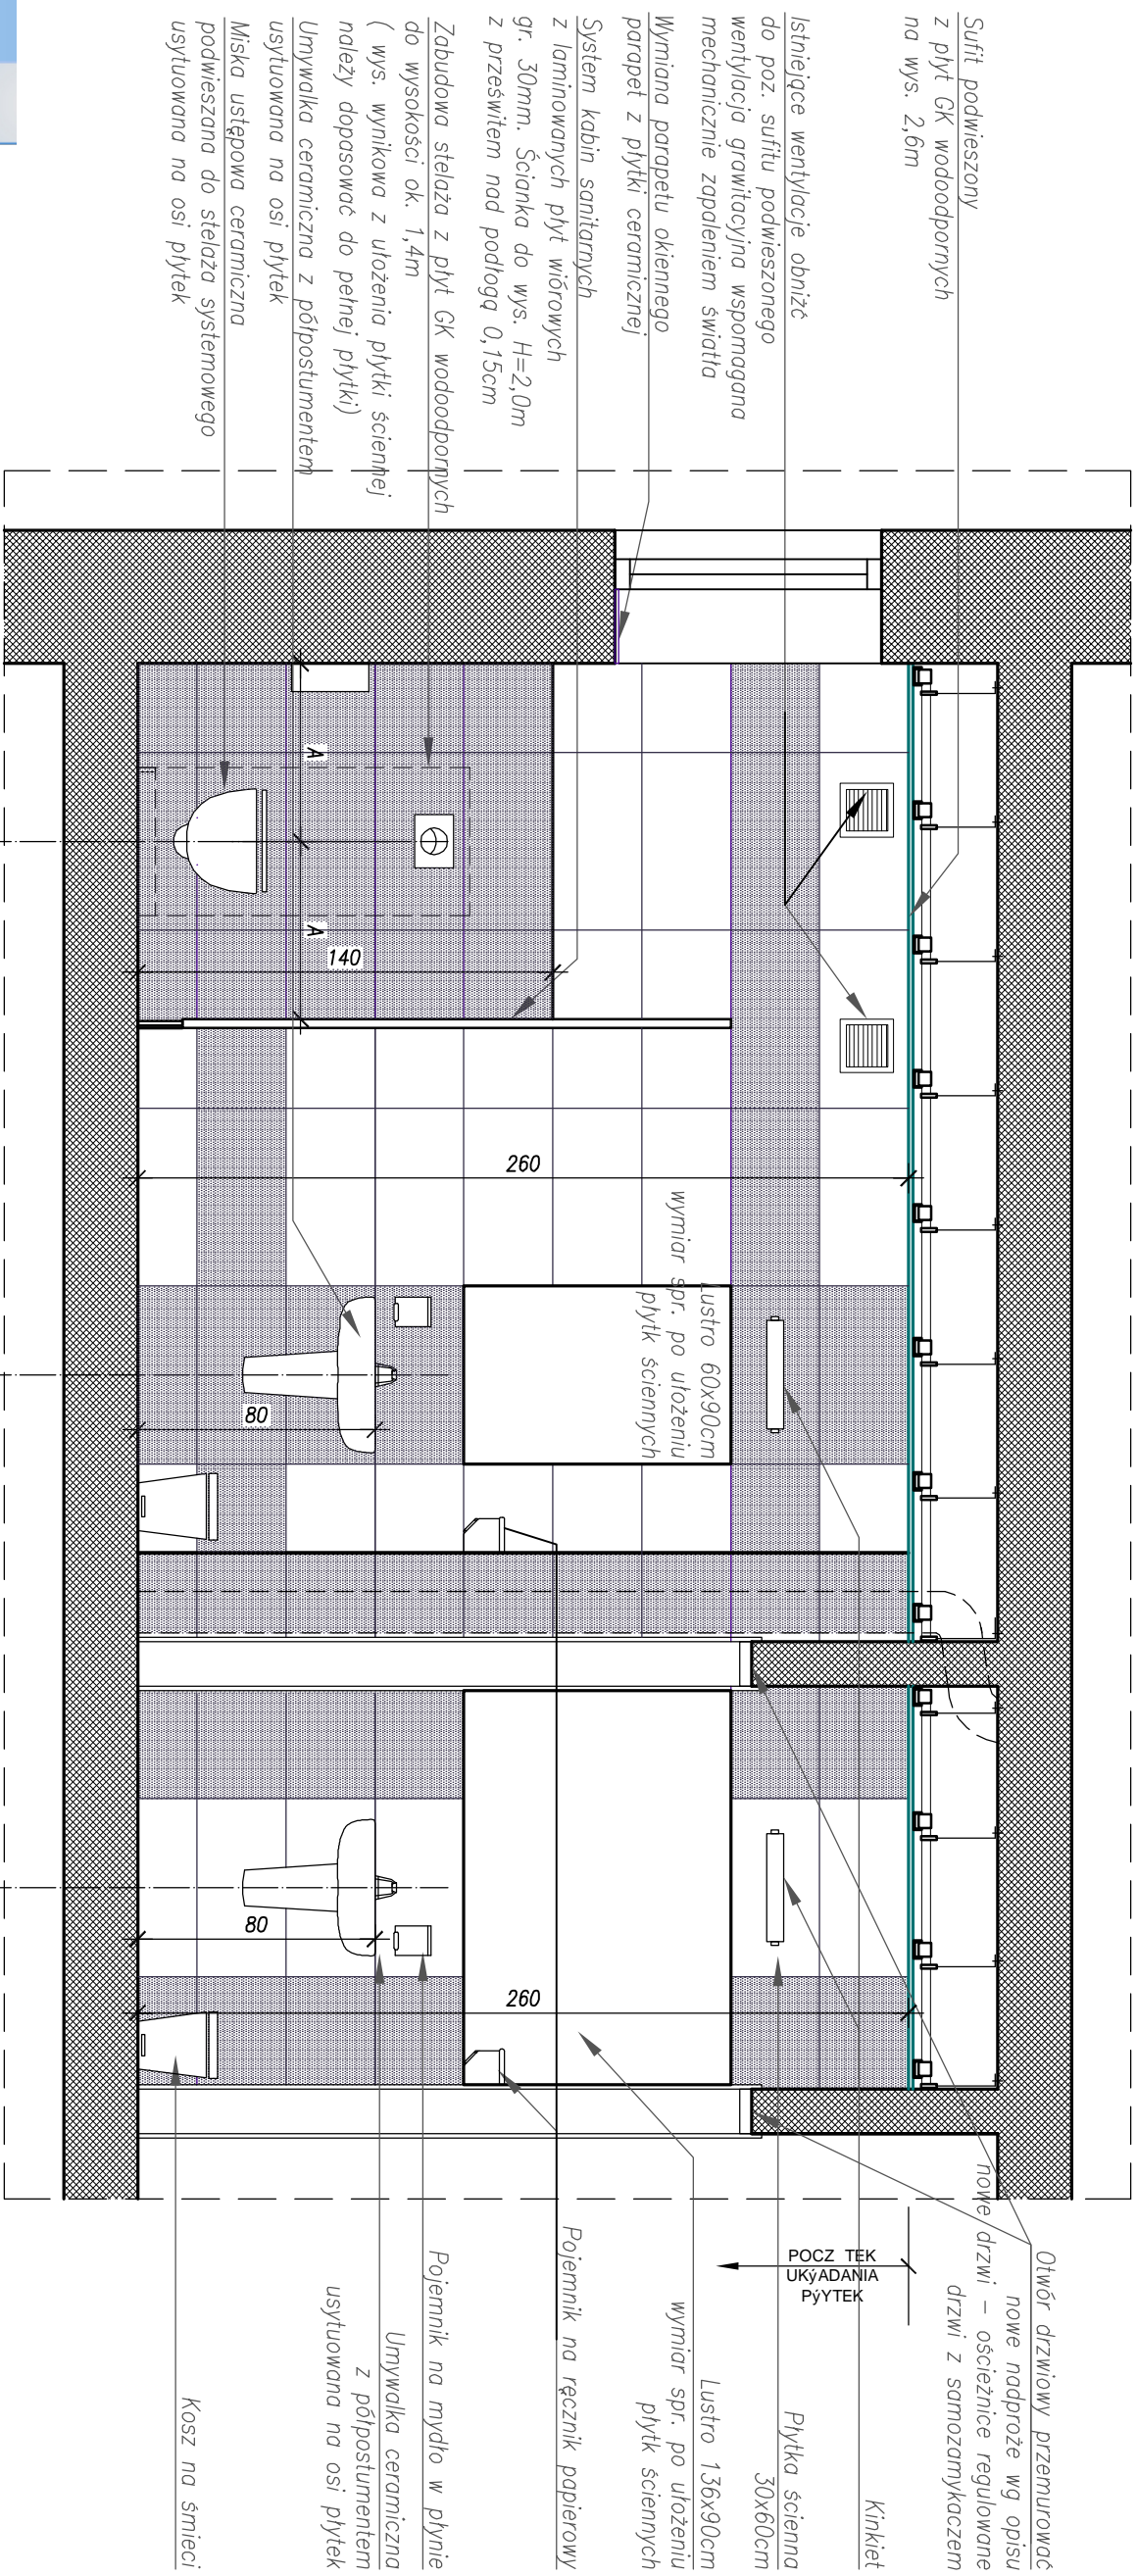 Sufit podwieszony
z płyt GK wodoodpornych
na wys. 2,6m
Istniejące wentylacje obniżć
do poz. sufitu podwieszonego
wentylacja grawitacyjna wspomagana
mechanicznie zapaleniem światła
Wymiana parapetu okiennego
parapet z płytki ceramicznej
System kabin sanitarnych
z laminowanych płyt wiórowych
gr. 30mm. Ścianka do wys. H=2,0m
z prześwitem nad podłogą 0,15cm
Zabudowa stelaża z płyt GK wodoodpornych
do wysokości ok. 1,4m
( wys. wynikowa z ułożenia płytki ściennej
należy dopasować do pełnej płytki)
Umywalka ceramiczna z półpostumentem
usytuowana na osi płytek
Miska ustępowa ceramiczna
podwieszana do stelaża systemowego
usytuowana na osi płytek
A
A
140
260
Lustro 60x90cm
wymiar spr. po ułożeniu
płytk ściennych
80
80
260
Otwór drzwiowy przemurować
nowe nadproże wg opisu
nowe drzwi – ościeżnice regulowane
drzwi z samozamykaczem
POCZ TEK
UKýADANIA
PýYTEK
Kinkiet
Płytka ścienna
30x60cm
Lustro 136x90cm
wymiar spr. po ułożeniu
płytk ściennych
Pojemnik na ręcznik papierowy
Pojemnik na mydło w płynie
Umywalka ceramiczna
z półpostumentem
usytuowana na osi płytek
Kosz na śmieci